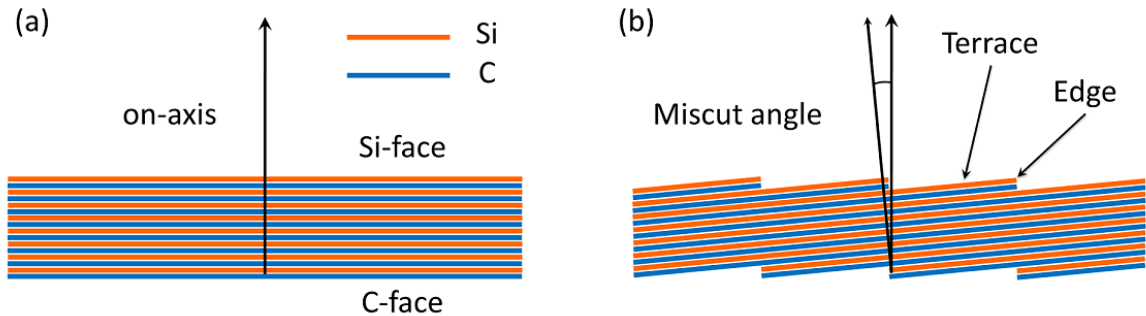 (a)
Si
C
on-axis
Si-face
C-face
(b)
Terrace
Edge
Miscut angle